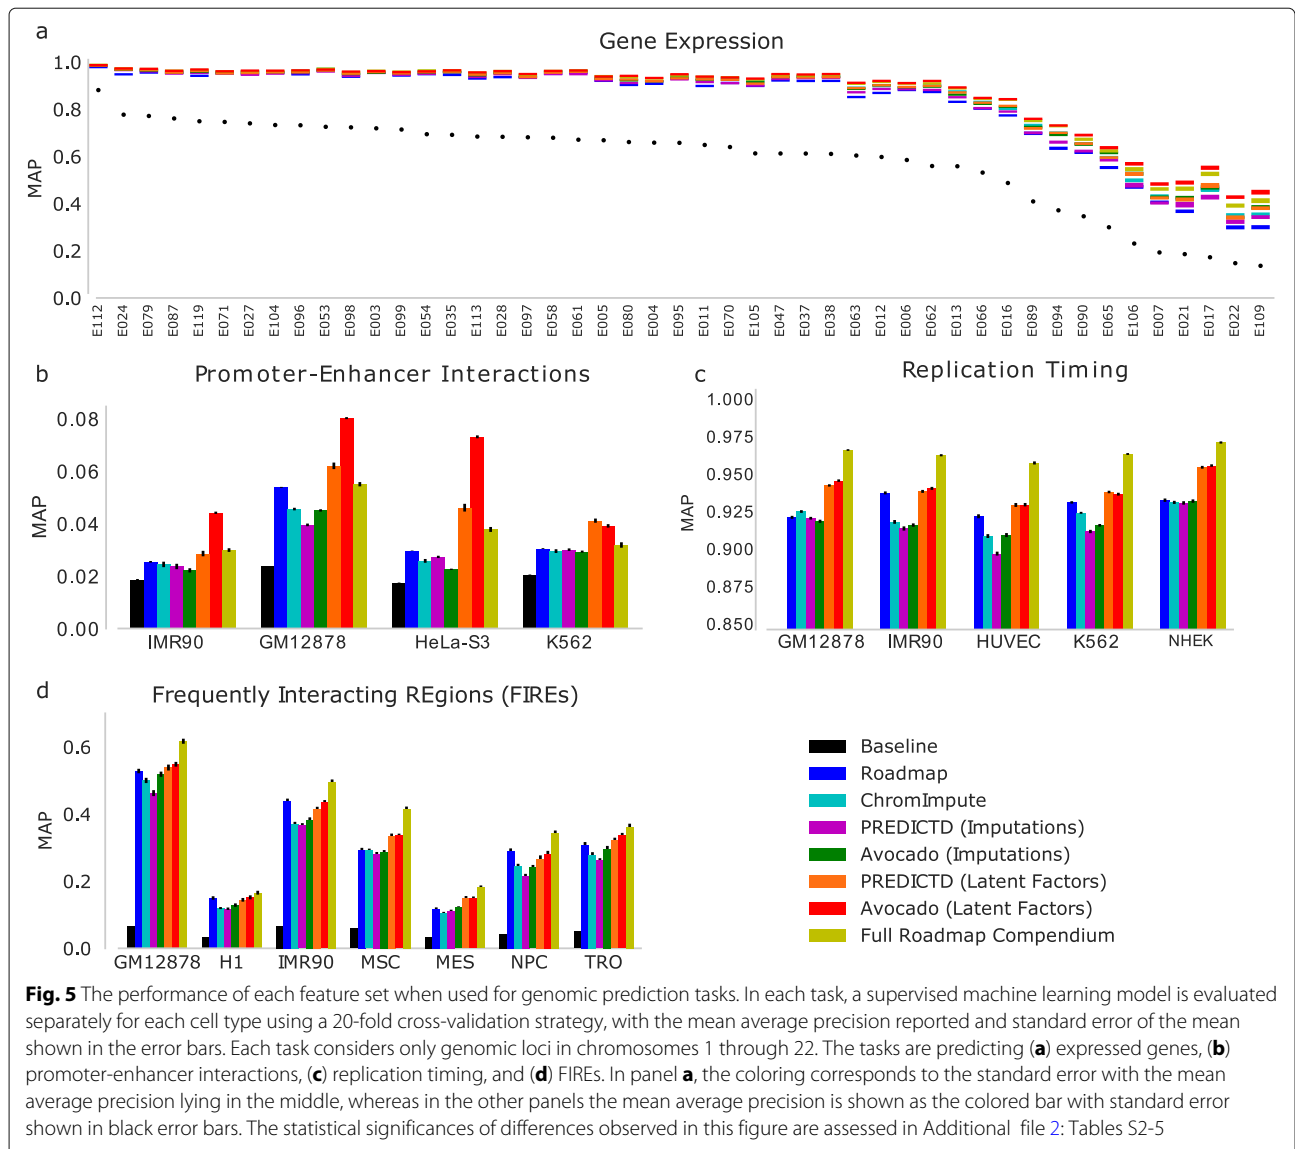 a
Gene Expression
1.0
0.8
0.6
0.4
0.2
0.0
MAP
E112 E024 E079 E087 E119 E071 E027 E104 E096 E053 E098 E003 E099 E054 E035 E113 E028 E097 E058 E061 E005 E080 E004 E095 E011 E070 E105 E047 E037 E038 E063 E012 E006 E062 E013 E066 E016 E089 E094 E090 E065 E106 E007 E021 E017 E022 E109
b
Promoter-Enhancer Interactions
0.08
0.06
0.04
0.02
0.00
MAP
IMR90 GM12878 HeLa-S3 K562
c
Replication Timing
1.000
0.975
0.950
0.925
0.900
0.875
0.850
MAP
GM12878 IMR90 HUVEC K562 NHEK
d
Frequently Interacting REgions (FIREs)
0.6
0.4
0.2
0.0
MAP
GM12878 H1 IMR90 MSC MES NPC TRO
Baseline
Roadmap
ChromImpute
PREDICTD (Imputations)
Avocado (Imputations)
PREDICTD (Latent Factors)
Avocado (Latent Factors)
Full Roadmap Compendium
Fig. 5 The performance of each feature set when used for genomic prediction tasks. In each task, a supervised machine learning model is evaluated
separately for each cell type using a 20-fold cross-validation strategy, with the mean average precision reported and standard error of the mean
shown in the error bars. Each task considers only genomic loci in chromosomes 1 through 22. The tasks are predicting (a) expressed genes, (b)
promoter-enhancer interactions, (c) replication timing, and (d) FIREs. In panel a, the coloring corresponds to the standard error with the mean
average precision lying in the middle, whereas in the other panels the mean average precision is shown as the colored bar with standard error
shown in black error bars. The statistical significances of differences observed in this figure are assessed in Additional file 2: Tables S2-5